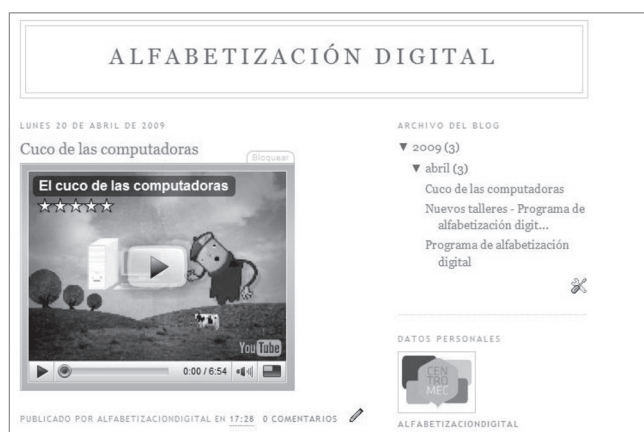 ALFABETIZACIÓN DIGITAL
LUNES 20 DE ABRIL DE 2009
Cuco de las computadoras
Bloquear
El cuco de las computadoras
You Tube
0:00 / 6:54
PUBLICADO POR ALFABETIZACIONDIGITAL EN 17:28 0 COMENTARIOS
ARCHIVO DEL BLOG
▼ 2009 (3)
▼ abril (3)
Cuco de las computadoras
Nuevos talleres - Programa de
alfabetización digit...
Programa de alfabetización
digital
DATOS PERSONALES
CEN
TRO
MEC
ALFABETIZACIONDIGITAL